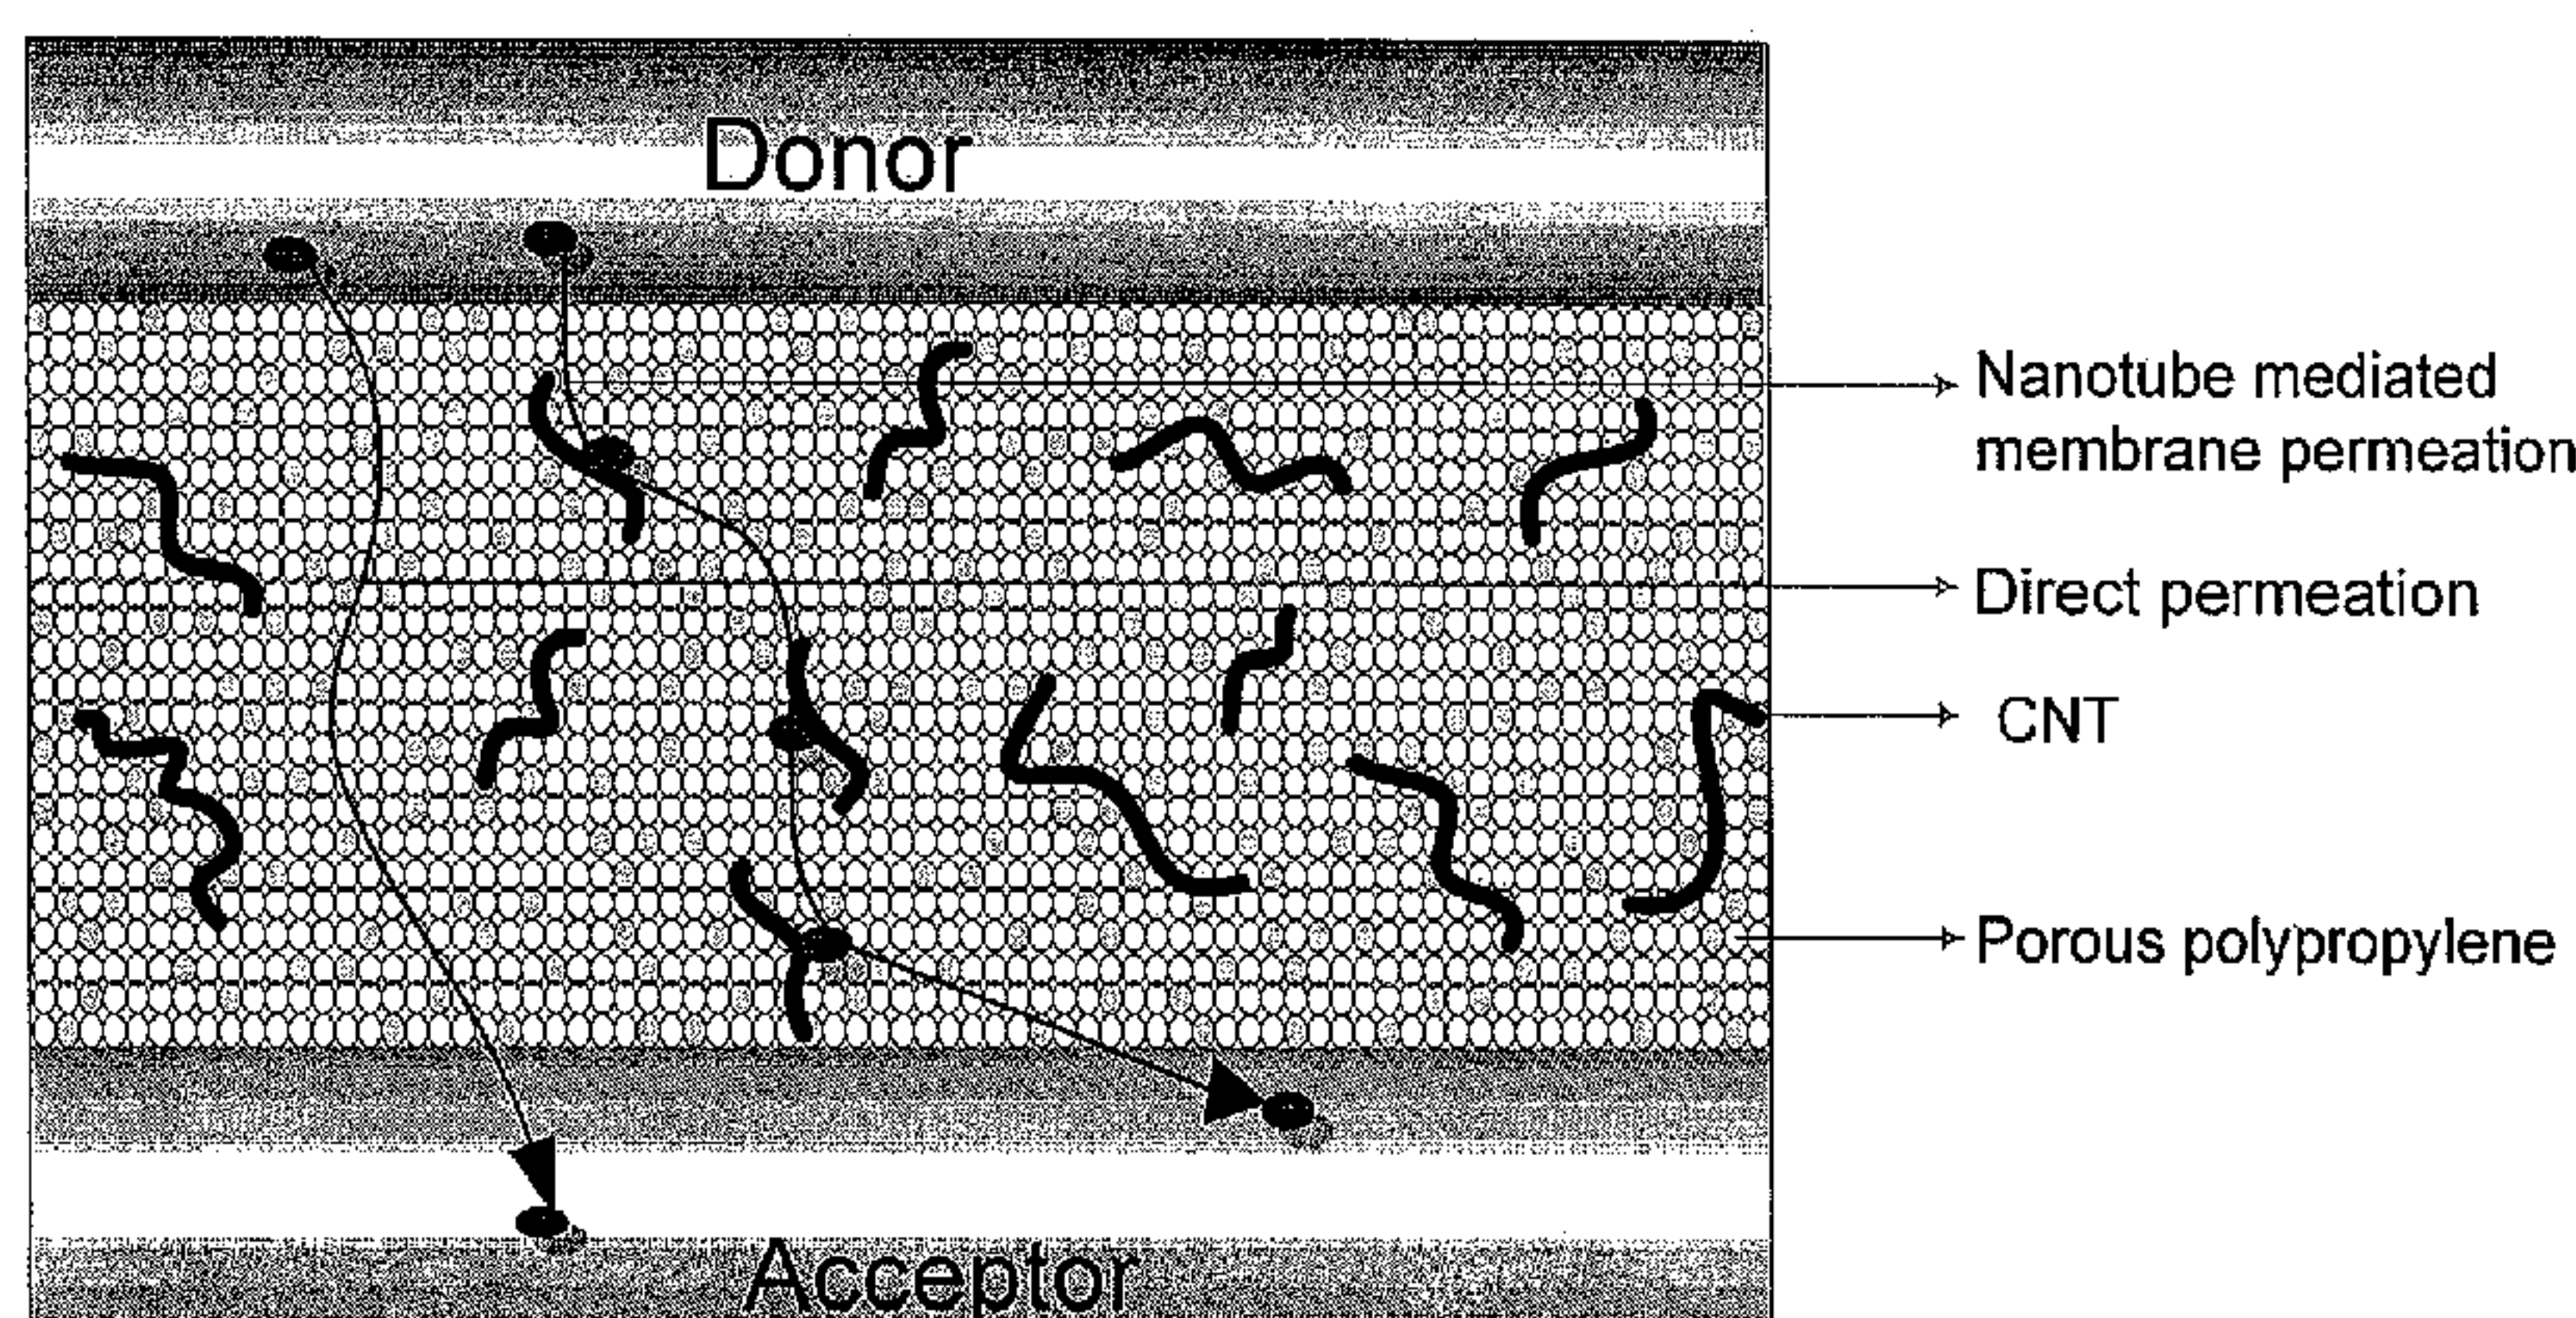 Donor
Nanotube mediated
membrane permeation
Direct permeation
CNT
Porous polypropylene
Acceptor